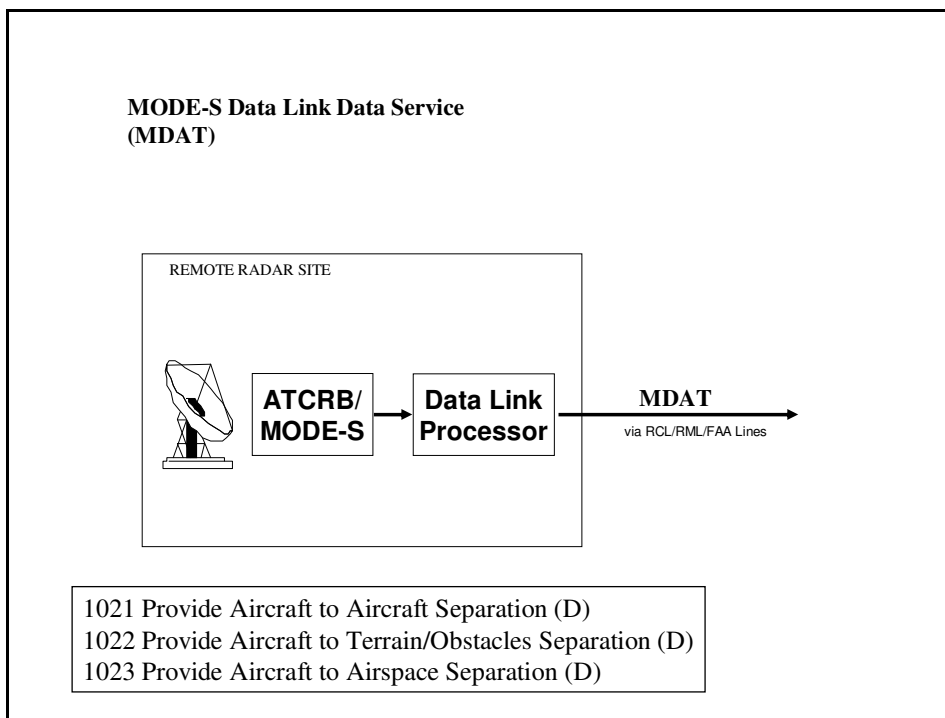 MODE-S Data Link Data Service
(MDAT)
REMOTE RADAR SITE
ATCRB/
MODE-S
Data Link
Processor
MDAT
via RCL/RML/FAA Lines
1021 Provide Aircraft to Aircraft Separation (D)
1022 Provide Aircraft to Terrain/Obstacles Separation (D)
1023 Provide Aircraft to Airspace Separation (D)